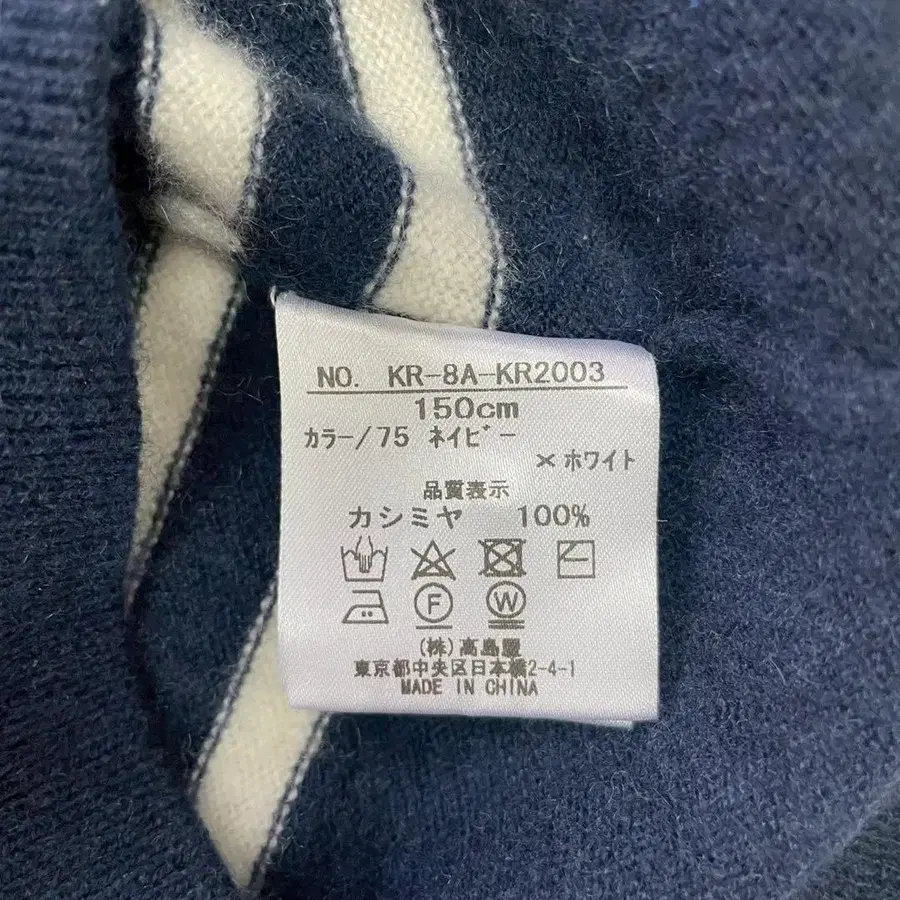 NO. KR-8A-KR2003
150cm
カラー/75 ネイビー
×ホワイト
品質表示
カシミヤ 100%
F W
(株)高島屋
東京都中央区日本橋2-4-1
MADE IN CHINA